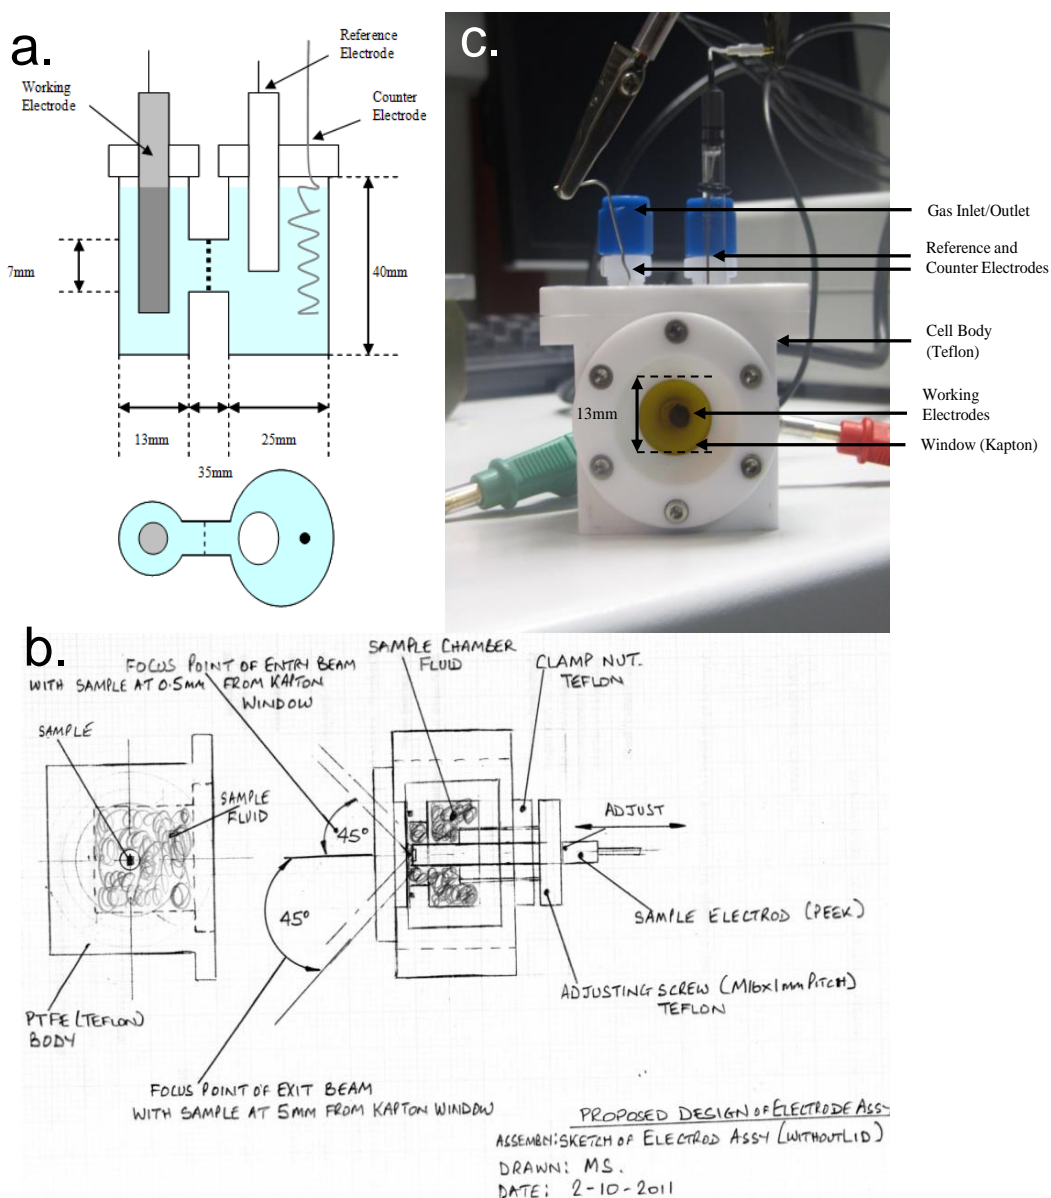 a.
Reference
Electrode
Working
Electrode
Counter
Electrode
7mm
40mm
13mm
25mm
35mm
c.
Gas Inlet/Outlet
Reference and
Counter Electrodes
Cell Body
(Teflon)
13mm
Working
Electrodes
Window (Kapton)
b.
FOCUS POINT OF ENTRY BEAM
WITH SAMPLE AT 0.5mm FROM KAPTON
WINDOW
SAMPLE CHAMBER
FLUID
CLAMP NUT.
TEFLON
SAMPLE
SAMPLE
FLUID
45°
ADJUST
45°
SAMPLE ELECTROD (PEEK)
ADJUSTING SCREW (M16x1mm PITCH)
TEFLON
PTFE (TEFLON)
BODY
FOCUS POINT OF EXIT BEAM
WITH SAMPLE AT 5MM FROM KAPTON WINDOW
PROPOSED DESIGN OF ELECTRODE ASSY
ASSEMBLY: SKETCH OF ELECTROD ASSY (WITHOUT LID)
DRAWN: MS.
DATE: 2-10-2011